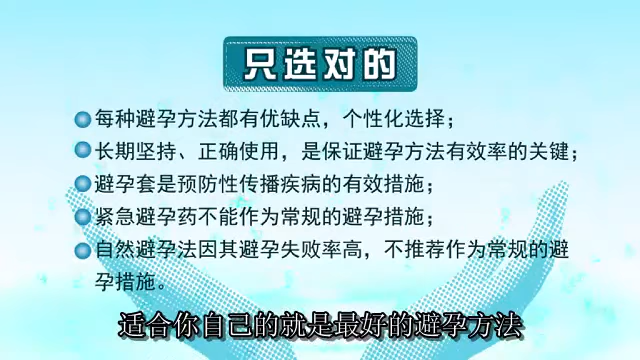 只选对的
每种避孕方法都有优缺点，个性化选择；
长期坚持、正确使用，是保证避孕方法有效率的关键；
避孕套是预防性传播疾病的有效措施；
紧急避孕药不能作为常规的避孕措施；
自然避孕法因其避孕失败率高，不推荐作为常规的避
孕措施。
适合你自己的就是最好的避孕方法